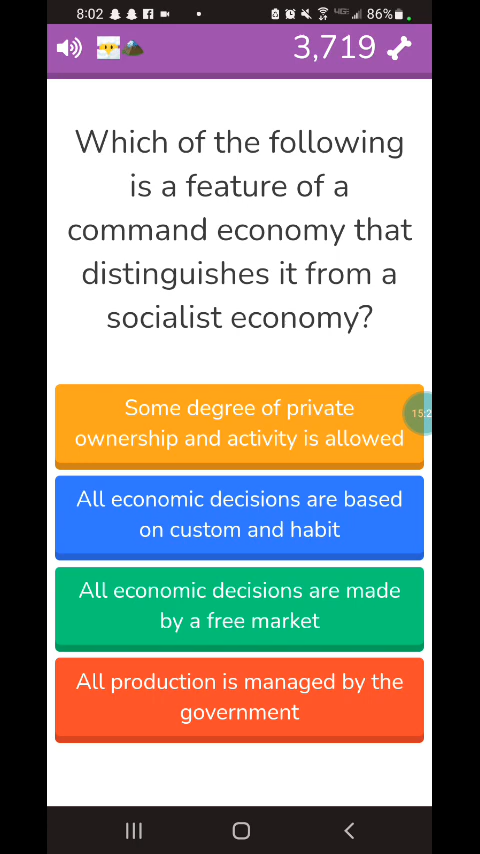 8:02
86%
3,719
Which of the following
is a feature of a
command economy that
distinguishes it from a
socialist economy?
Some degree of private
ownership and activity is allowed
All economic decisions are based
on custom and habit
All economic decisions are made
by a free market
All production is managed by the
government